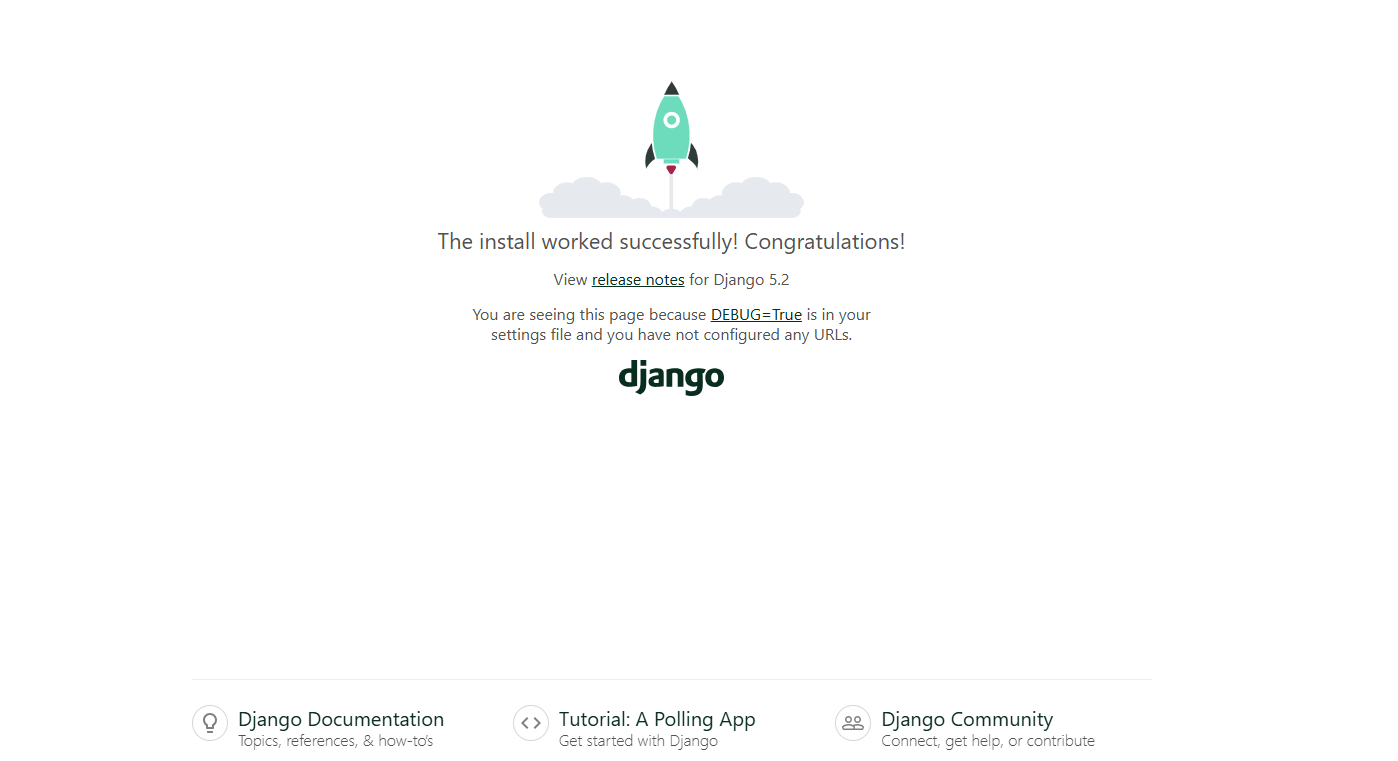 The install worked successfully! Congratulations!
View release notes for Django 5.2
You are seeing this page because DEBUG=True is in your
settings file and you have not configured any URLs.
django
Django Documentation
Topics, references, & how-to’s
Tutorial: A Polling App
Get started with Django
Django Community
Connect, get help, or contribute